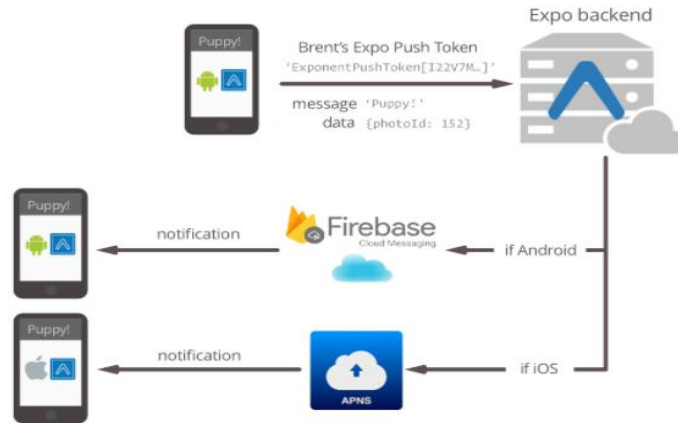 Expo backend
Puppy!
Brent's Expo Push Token
'ExponentPushToken[I22V7M…]'
message 'Puppy!'
data {photoId: 152}
Puppy!
notification
Firebase
Cloud Messaging
if Android
Puppy!
notification
APNS
if iOS